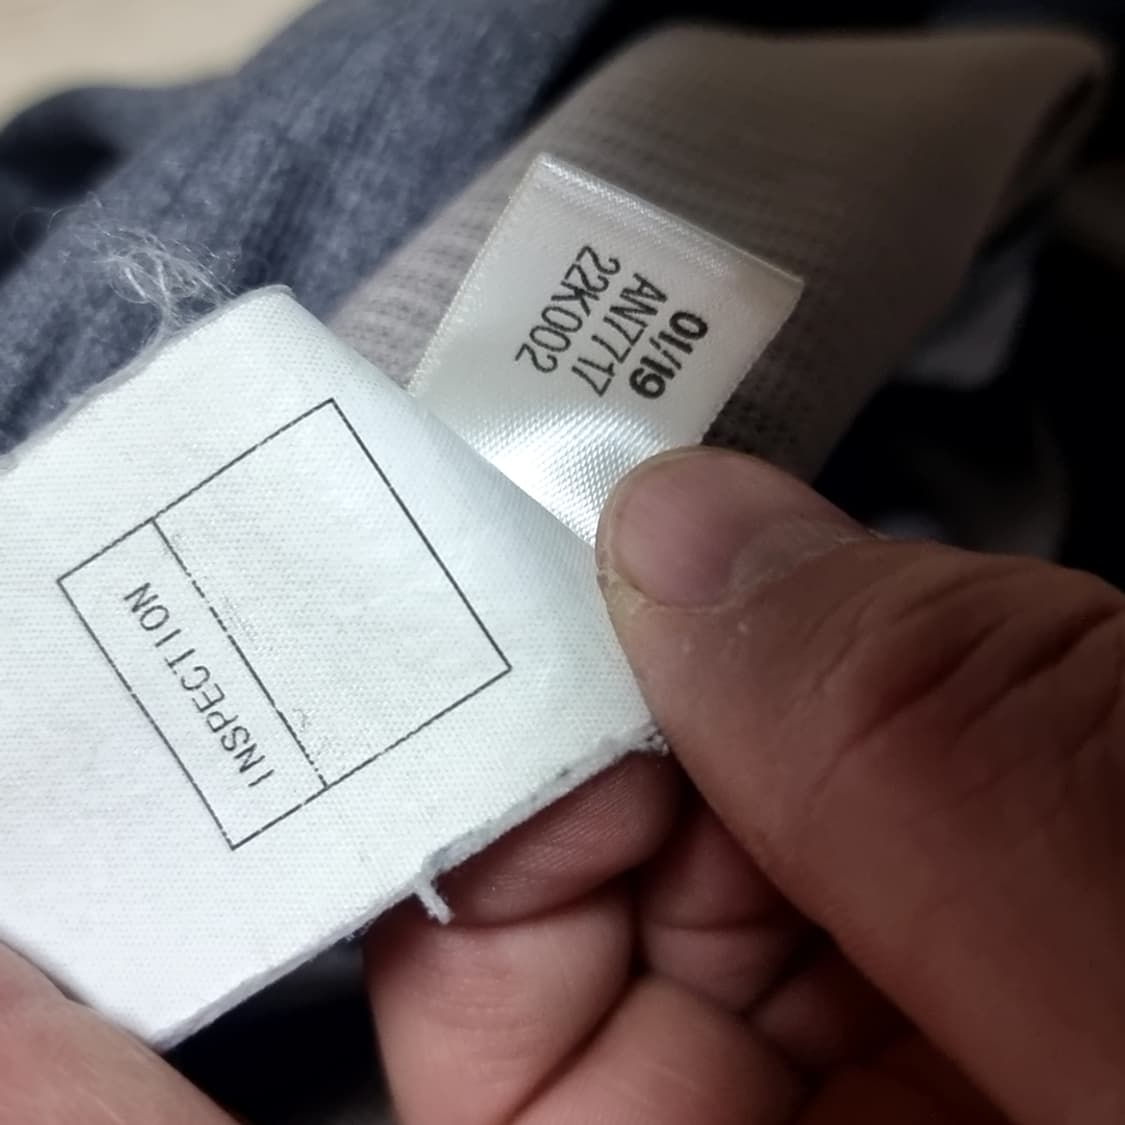 01/19
AN7717
22K002
INSPECTION